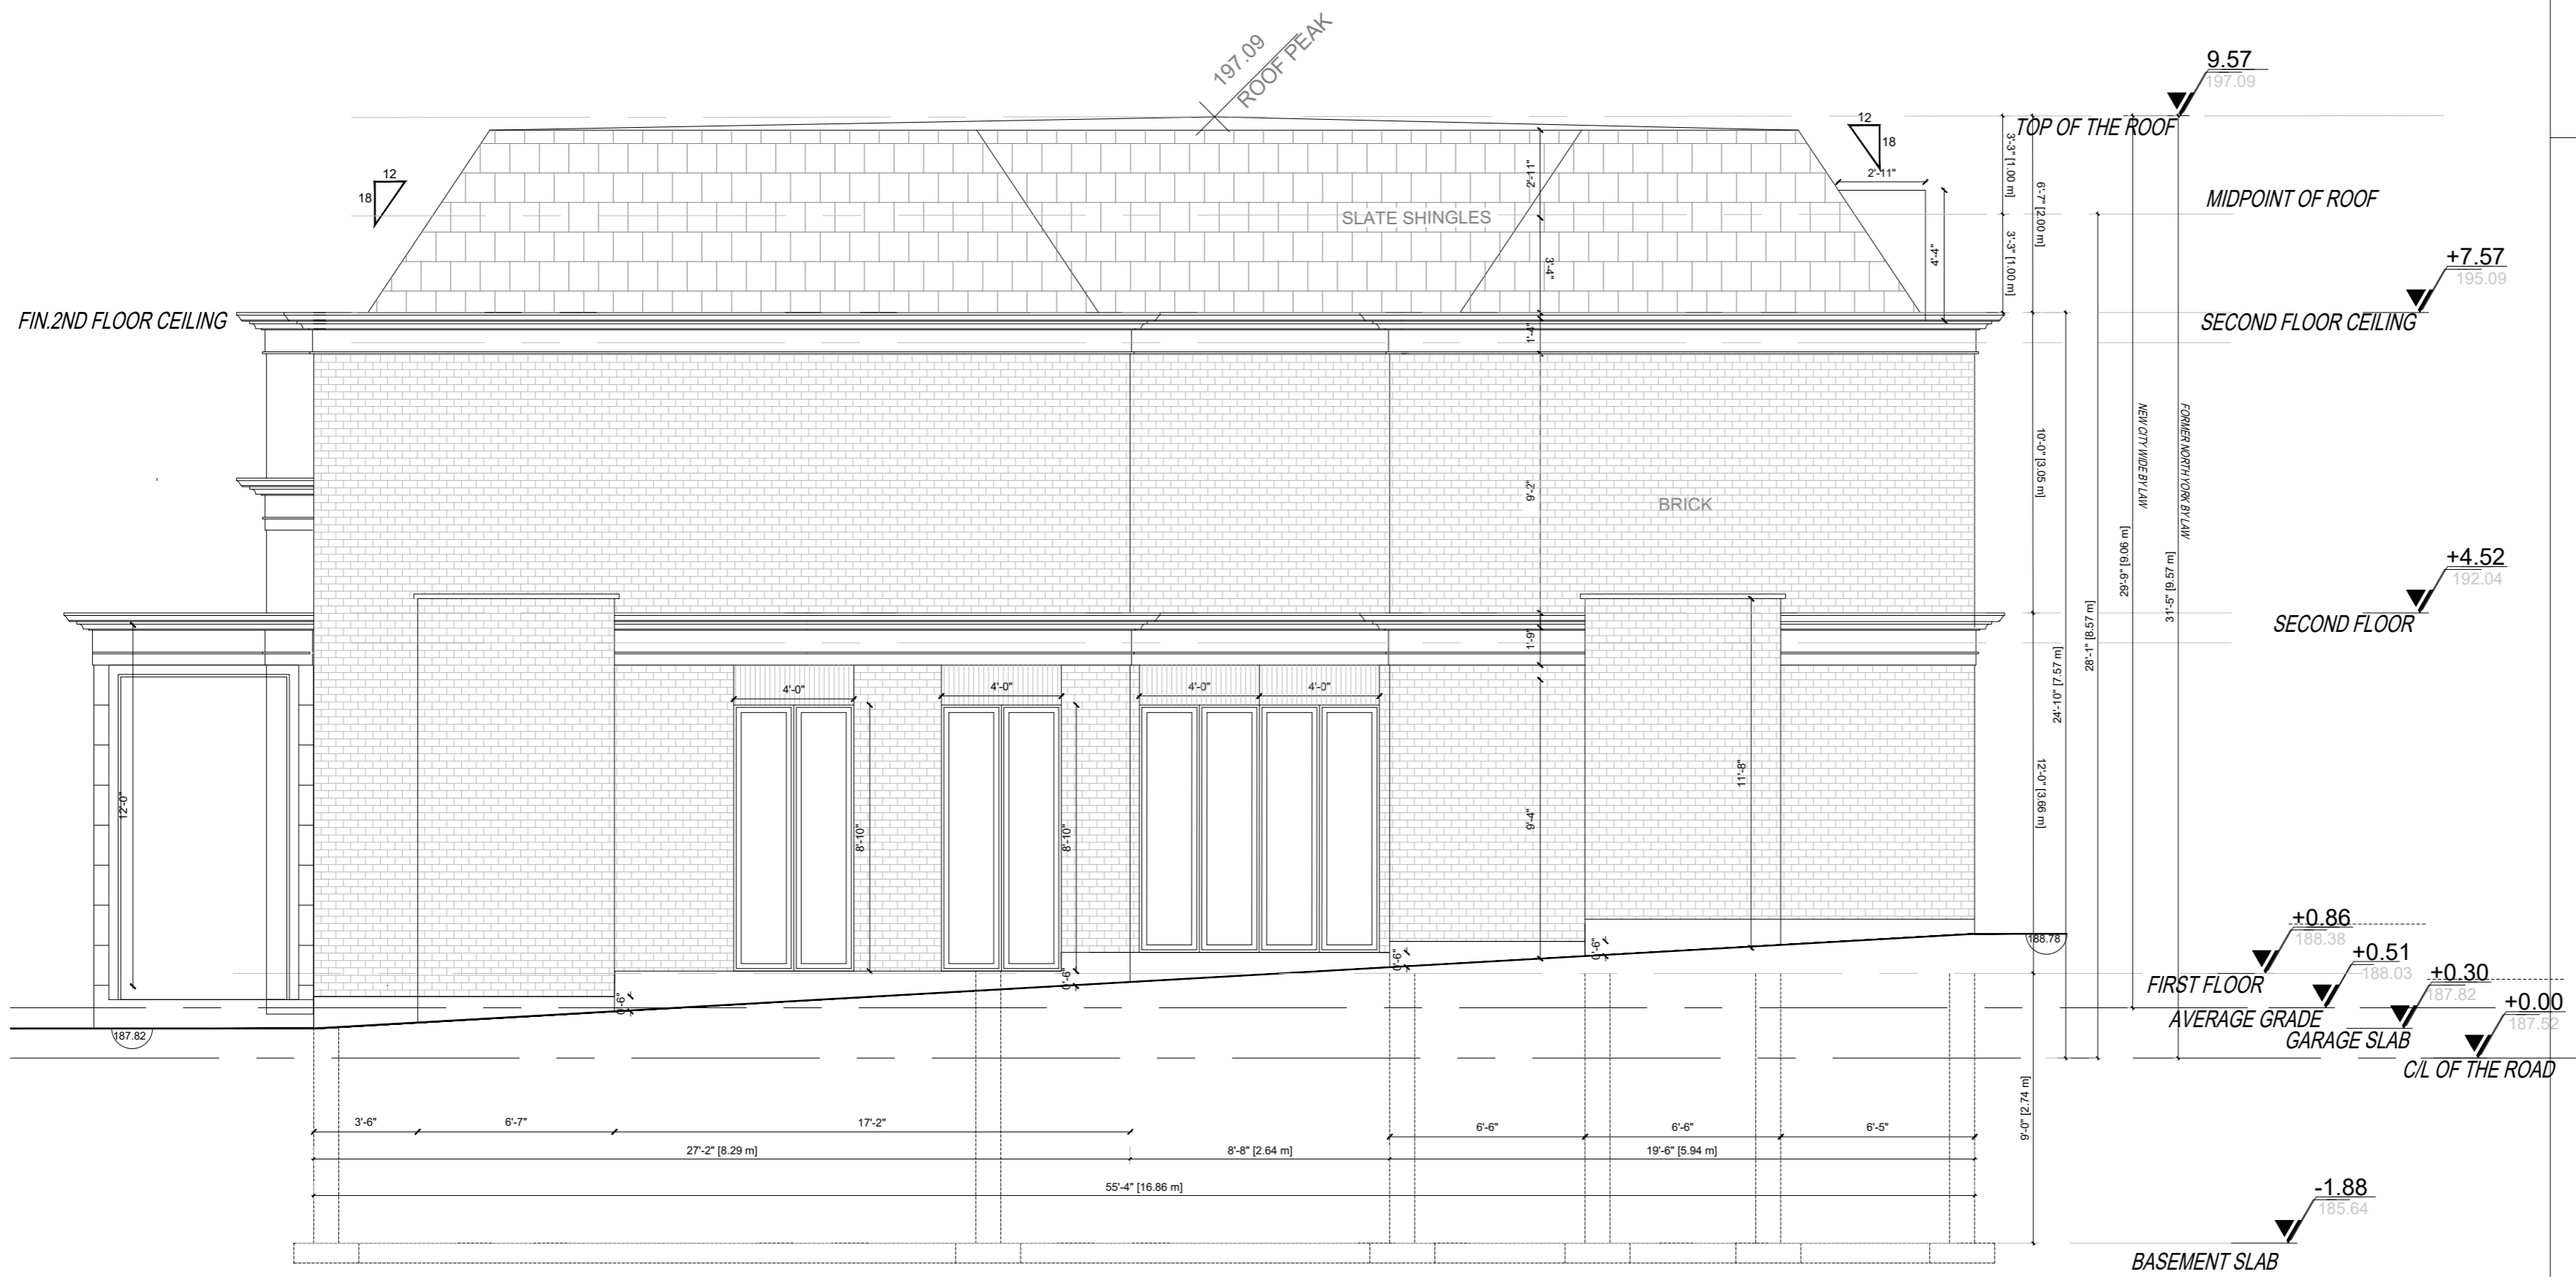 197.09
ROOF PEAK
9.57
197.09
TOP OF THE ROOF
12
18
12
18
2'-11"
2'-11"
3'-3" [1.00 m]
6'-7" [2.00 m]
MIDPOINT OF ROOF
SLATE SHINGLES
4'-4"
3'-4"
3'-3" [1.00 m]
+7.57
195.09
FIN.2ND FLOOR CEILING
SECOND FLOOR CEILING
1'-4"
9'-2"
BRICK
10'-0" [3.05 m]
NEW CITY WIDE BY LAW
FORMER NORTH YORK BY LAW
29'-9" [9.06 m]
31'-5" [9.57 m]
28'-1" [8.57 m]
24'-10" [7.57 m]
+4.52
192.04
SECOND FLOOR
1'-9"
4'-0"
4'-0"
4'-0"
4'-0"
12'-0"
8'-10"
8'-10"
9'-4"
11'-8"
12'-0" [3.66 m]
+0.86
188.38
FIRST FLOOR
+0.51
188.03
AVERAGE GRADE
+0.30
187.82
GARAGE SLAB
+0.00
187.52
C/L OF THE ROAD
188.78
187.82
0'-6"
0'-6"
0'-6"
0'-6"
3'-6"
6'-7"
17'-2"
6'-6"
6'-6"
6'-5"
27'-2" [8.29 m]
8'-8" [2.64 m]
19'-6" [5.94 m]
55'-4" [16.86 m]
9'-0" [2.74 m]
-1.88
185.64
BASEMENT SLAB